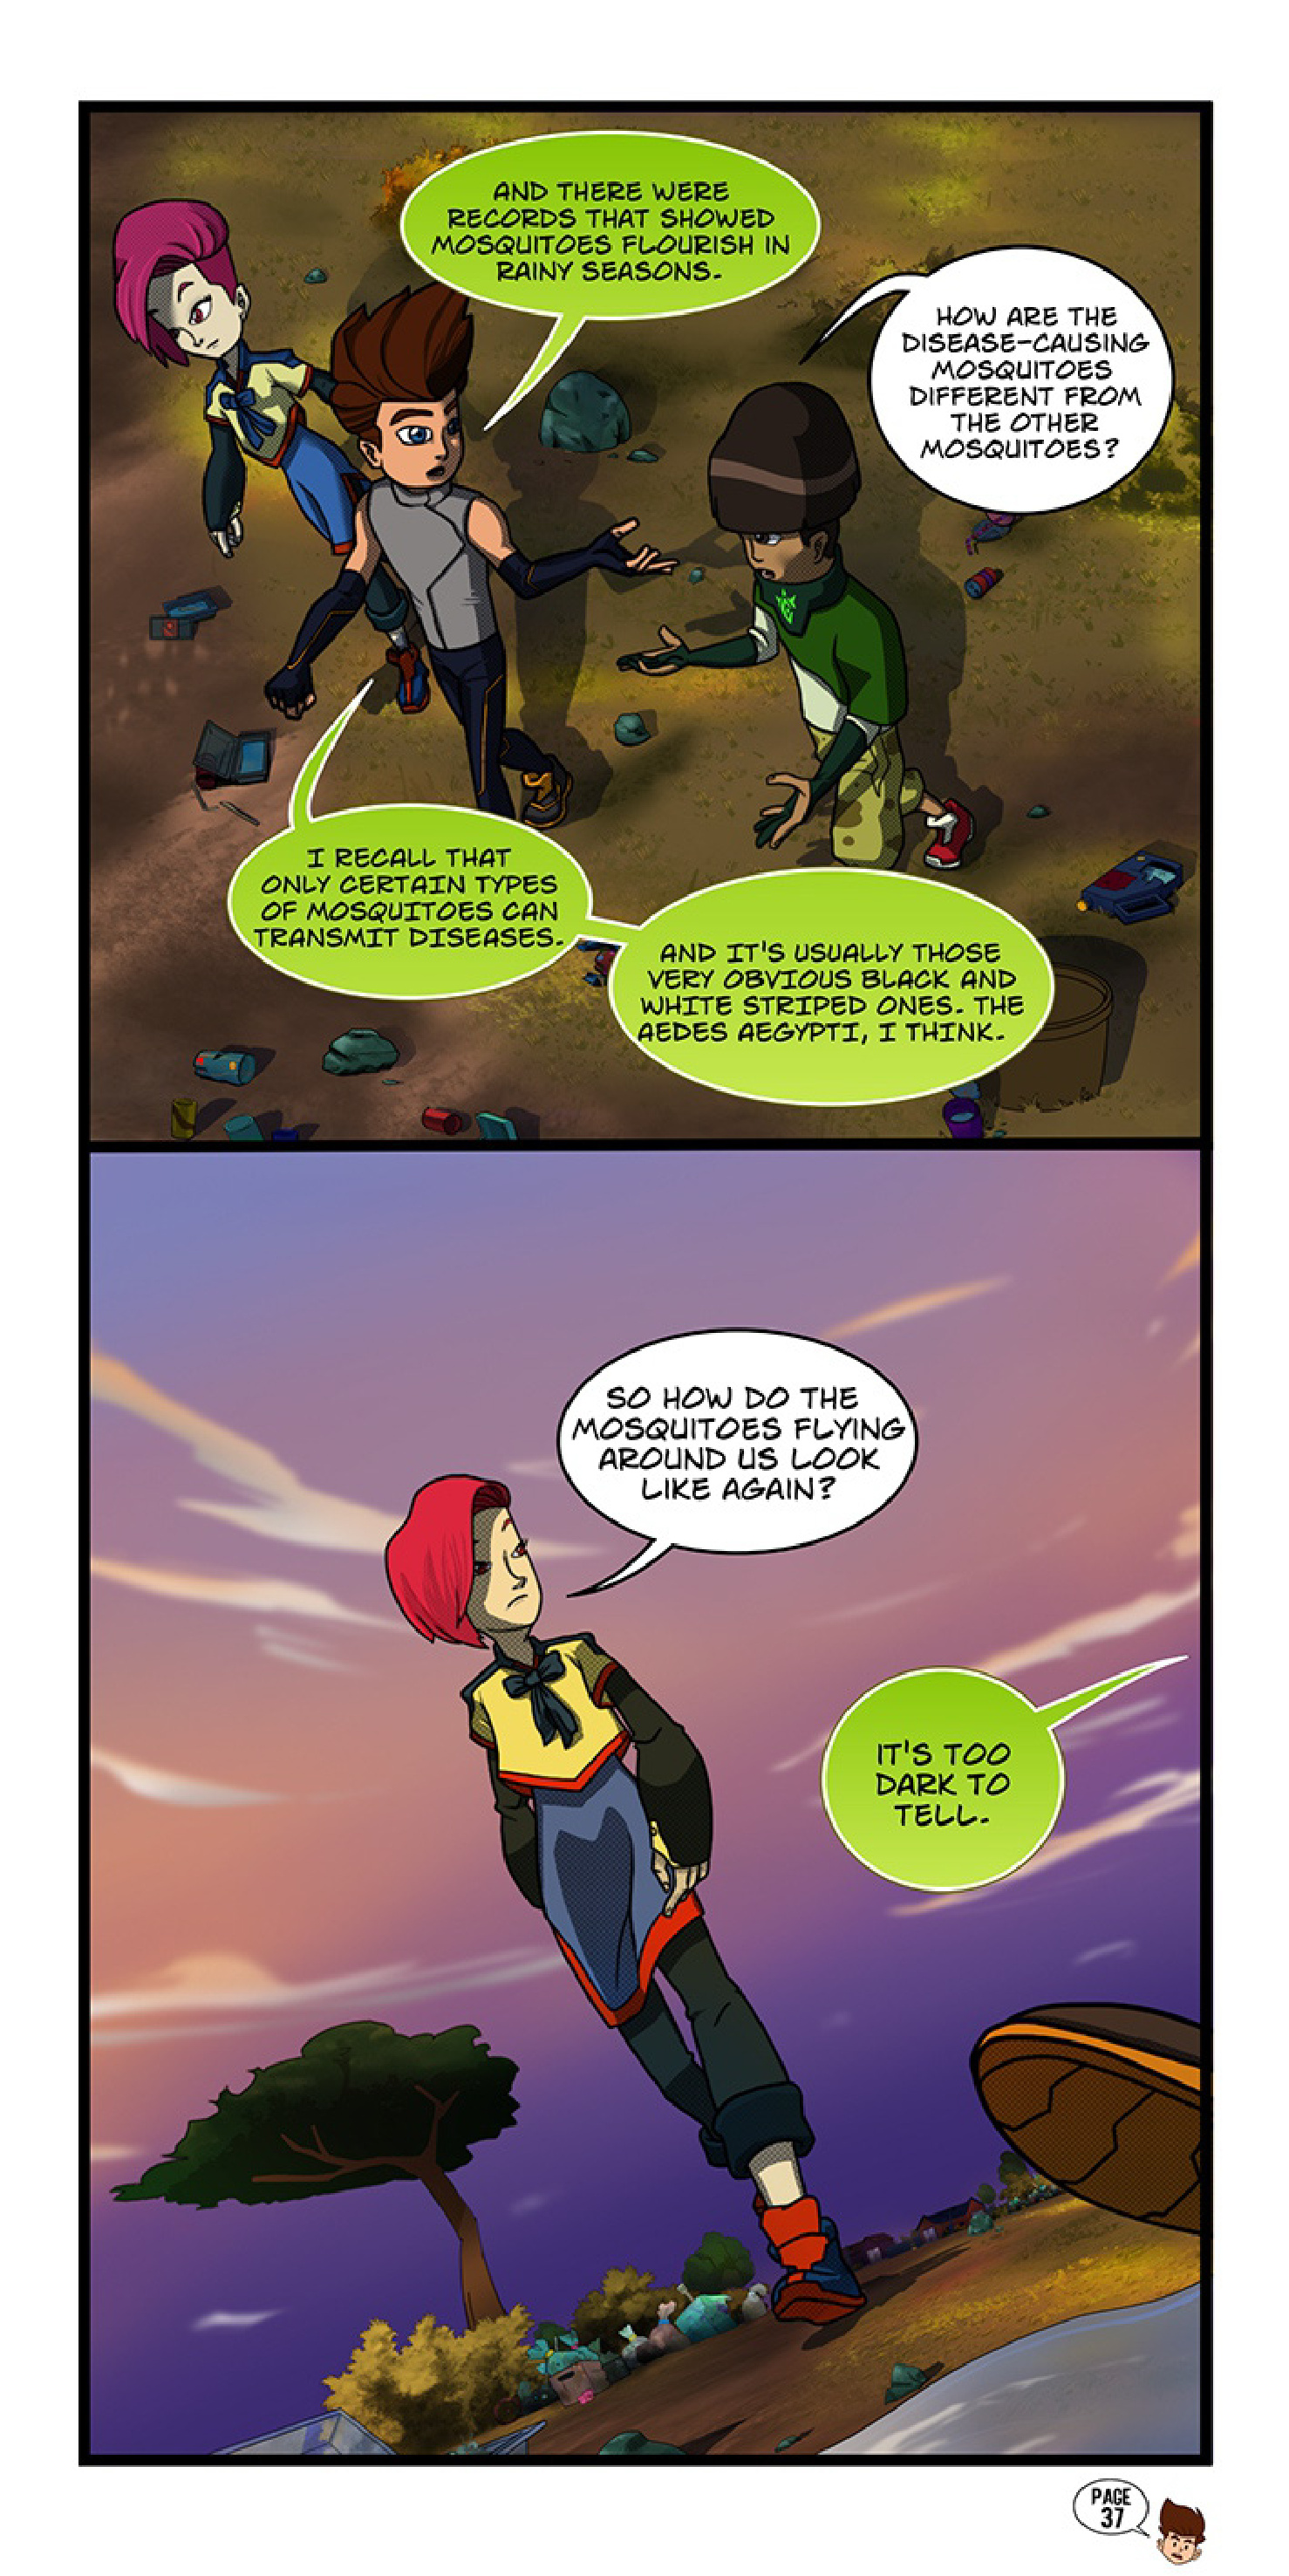 AND THERE WERE
RECORDS THAT SHOWED
MOSQUITOES FLOURISH IN
RAINY SEASONS.
HOW ARE THE
DISEASE-CAUSING
MOSQUITOES
DIFFERENT FROM
THE OTHER
MOSQUITOES?
I RECALL THAT
ONLY CERTAIN TYPES
OF MOSQUITOES CAN
TRANSMIT DISEASES.
AND IT'S USUALLY THOSE
VERY OBVIOUS BLACK AND
WHITE STRIPED ONES. THE
AEDES AEGYPTI, I THINK.
SO HOW DO THE
MOSQUITOES FLYING
AROUND US LOOK
LIKE AGAIN?
IT'S TOO
DARK TO
TELL.
PAGE
37